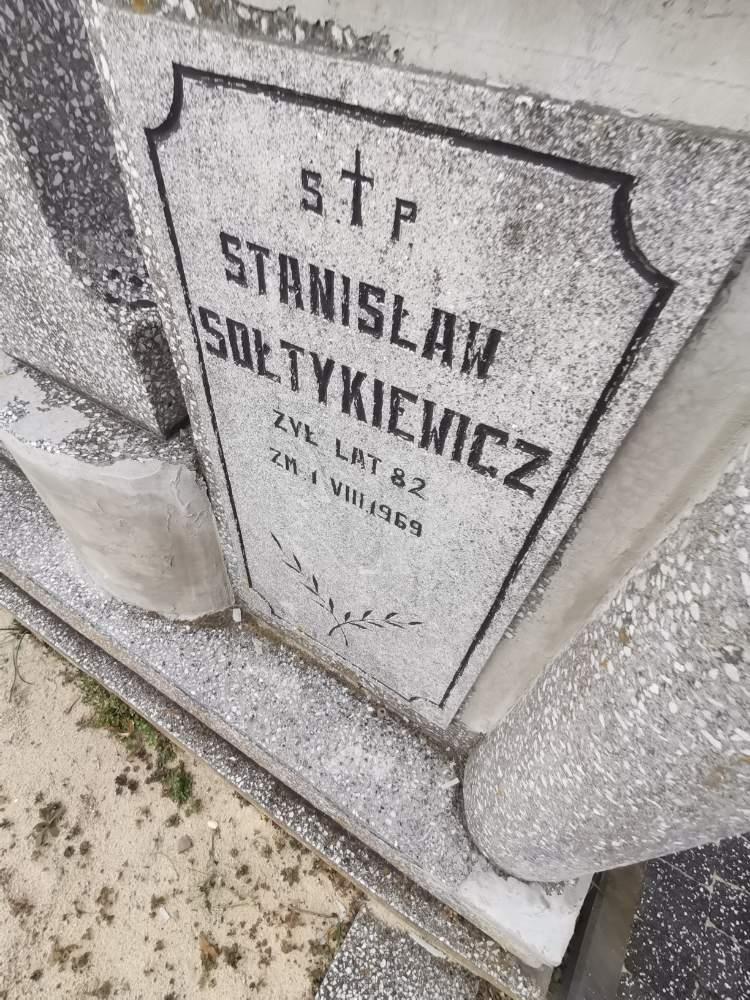 S. † P.
STANISŁAW
SOŁTYKIEWICZ
ŻYŁ LAT 82
ZM. 1 VIII.1969